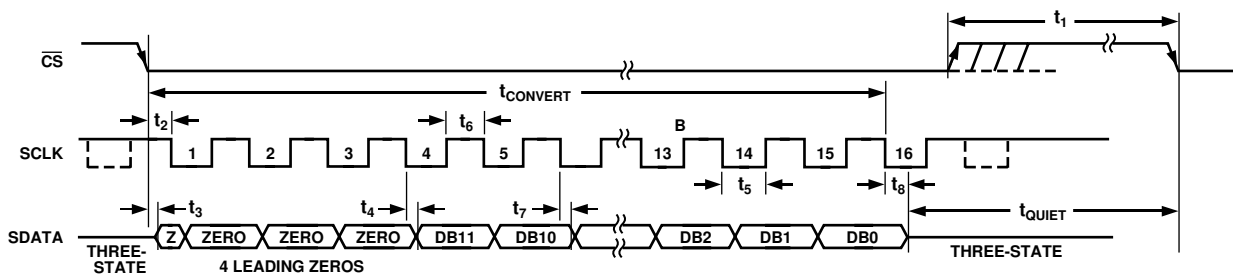 t1
CS
tCONVERT
t2
t6
B
SCLK
1 2 3 4 5 13 14 15 16
t3
t4
t7
t5
t8
tQUIET
SDATA
Z ZERO ZERO ZERO DB11 DB10 DB2 DB1 DB0
THREE-
STATE
4 LEADING ZEROS
THREE-STATE